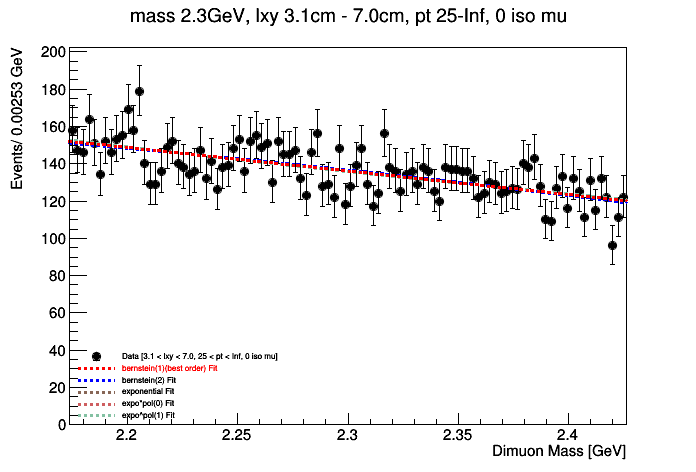 mass 2.3GeV, lxy 3.1cm - 7.0cm, pt 25-Inf, 0 iso mu
Events/ 0.00253 GeV
200
180
160
140
120
100
80
60
40
20
0
Data [3.1 < lxy < 7.0, 25 < pt < Inf, 0 iso mu]
bernstein(1)(best order) Fit
bernstein(2) Fit
exponential Fit
expo*pol(0) Fit
expo*pol(1) Fit
2.2 2.25 2.3 2.35 2.4
Dimuon Mass [GeV]